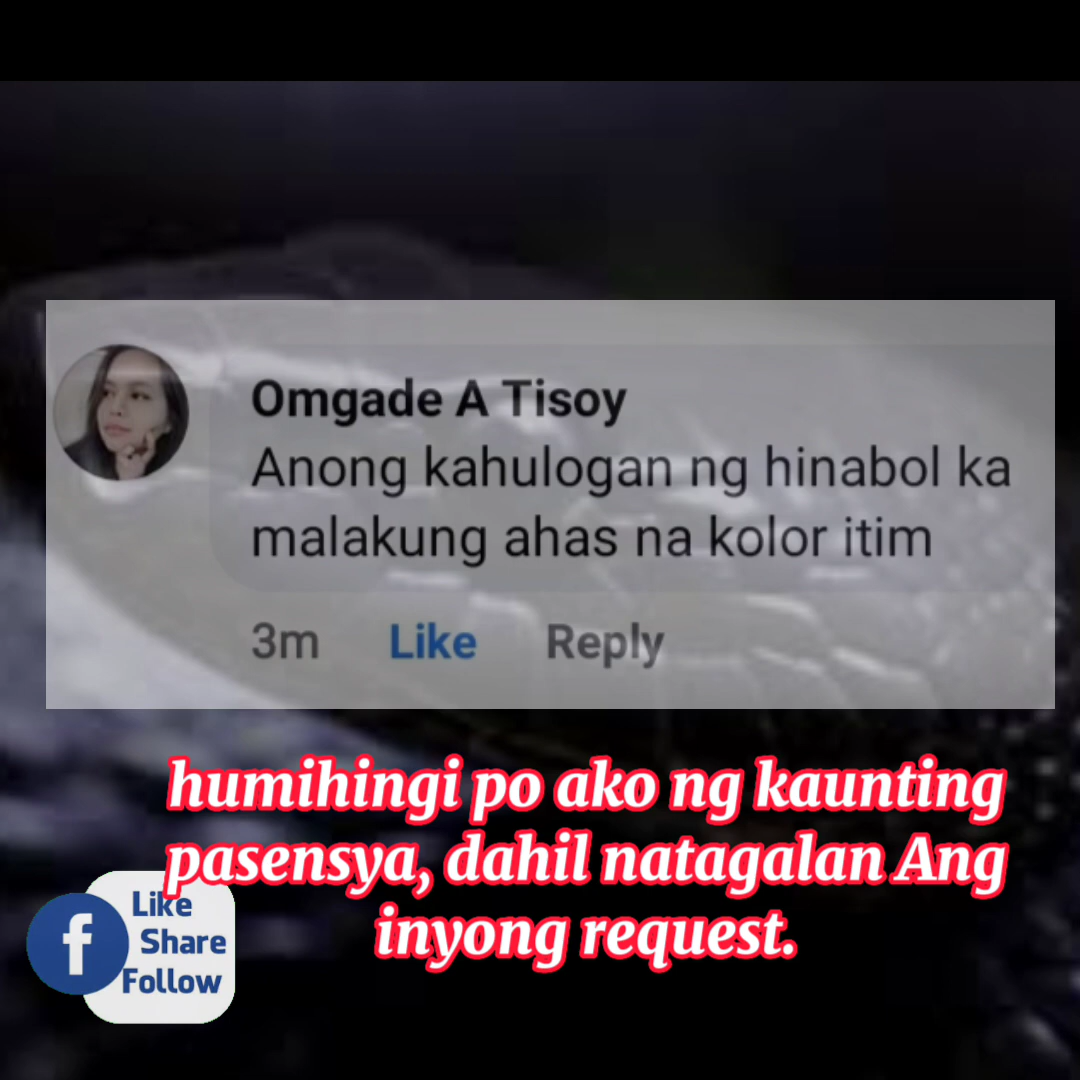 Omgade A Tisoy
Anong kahulogan ng hinabol ka
malakung ahas na kolor itim
3m Like Reply
humihingi po ako ng kaunting
pasensya, dahil natagalan Ang
inyong request.
f
Like
Share
Follow